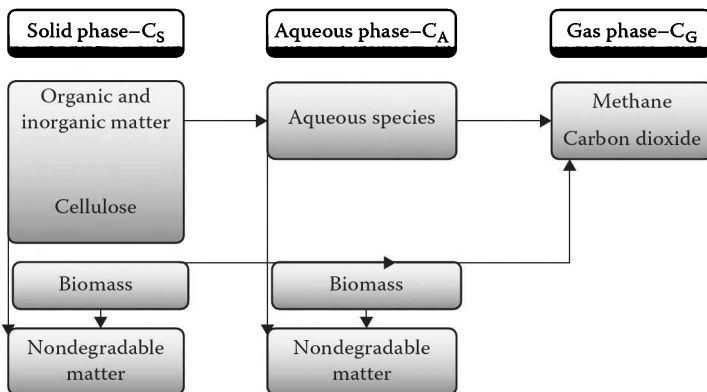 Solid phase–C_S
Aqueous phase–C_A
Gas phase–C_G
Organic and
inorganic matter
Cellulose
Aqueous species
Methane
Carbon dioxide
Biomass
Biomass
Nondegradable
matter
Nondegradable
matter